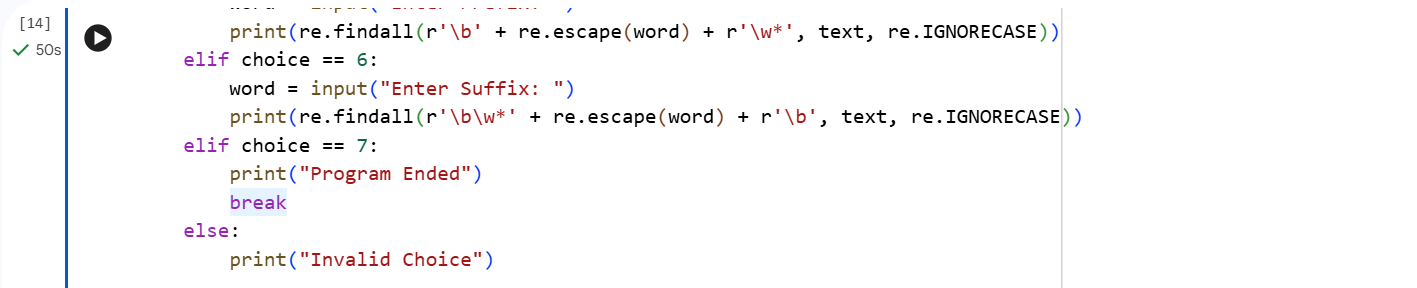 [14]
50s
print(re.findall(r'\b' + re.escape(word) + r'\w*', text, re.IGNORECASE))
elif choice == 6:
word = input("Enter Suffix: ")
print(re.findall(r'\b\w*' + re.escape(word) + r'\b', text, re.IGNORECASE))
elif choice == 7:
print("Program Ended")
break
else:
print("Invalid Choice")